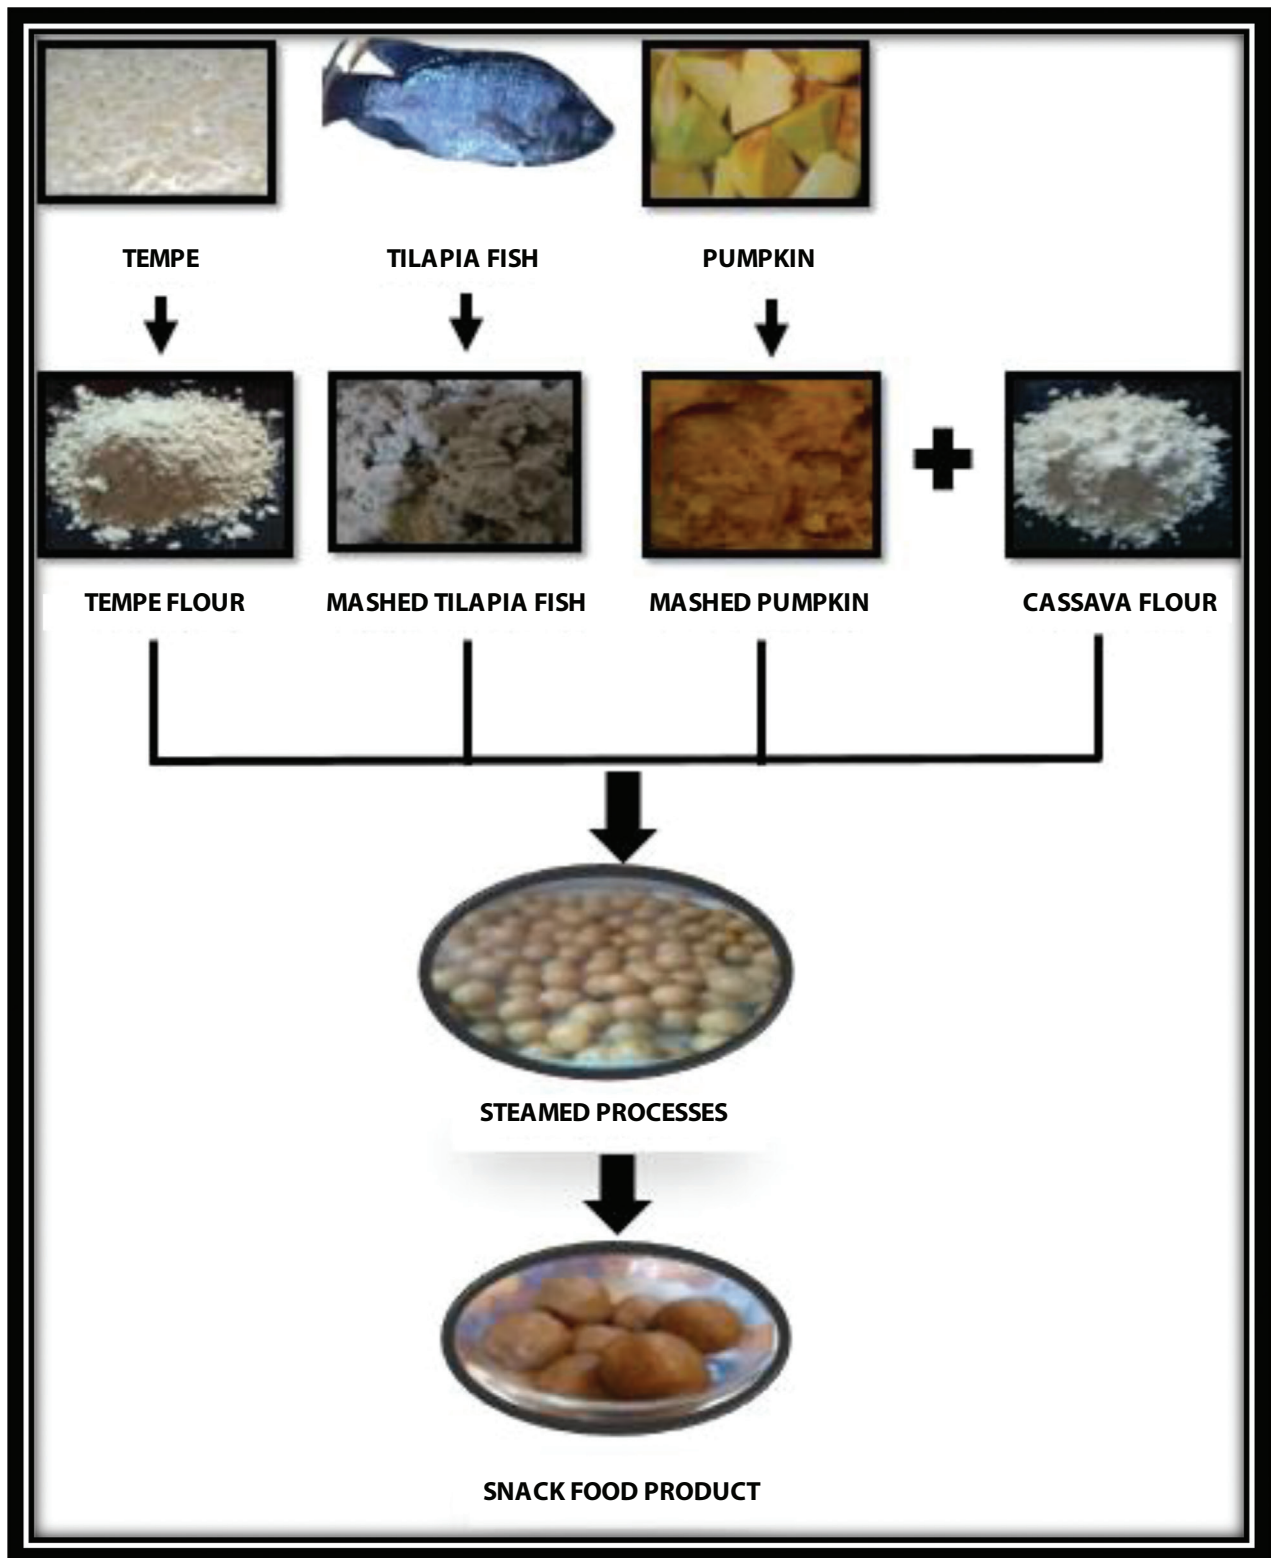 TEMPE
TILAPIA FISH
PUMPKIN
TEMPE FLOUR
MASHED TILAPIA FISH
MASHED PUMPKIN
CASSAVA FLOUR
STEAMED PROCESSES
SNACK FOOD PRODUCT